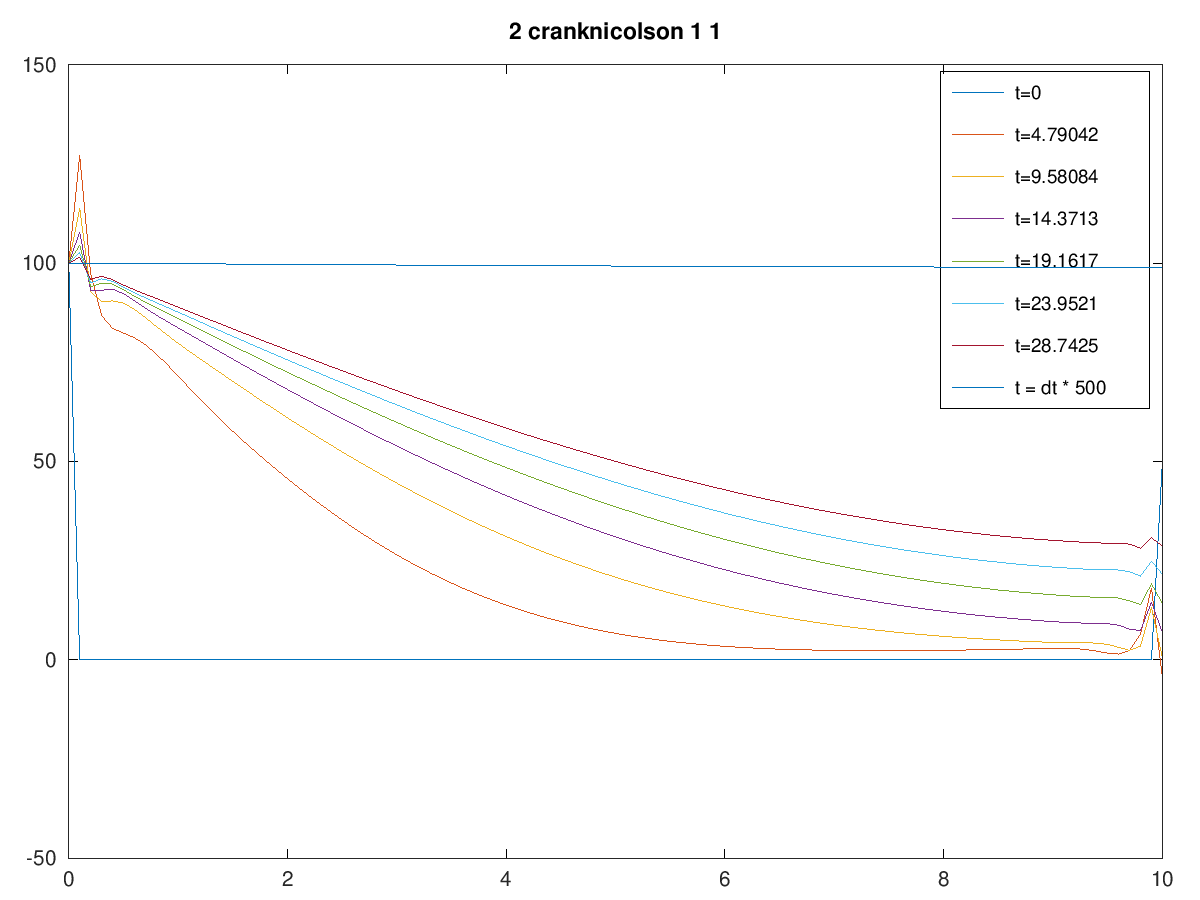 2 cranknicolson 1 1
150
100
50
0
-50
0
2
4
6
8
10
t=0
t=4.79042
t=9.58084
t=14.3713
t=19.1617
t=23.9521
t=28.7425
t = dt * 500